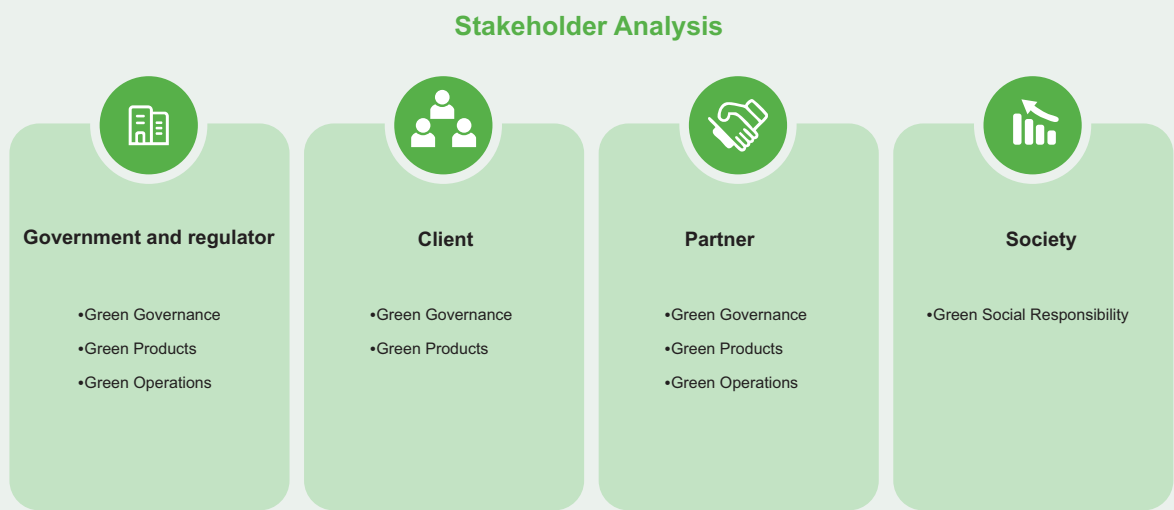 Stakeholder Analysis
Government and regulator
•Green Governance
•Green Products
•Green Operations
Client
•Green Governance
•Green Products
Partner
•Green Governance
•Green Products
•Green Operations
Society
•Green Social Responsibility